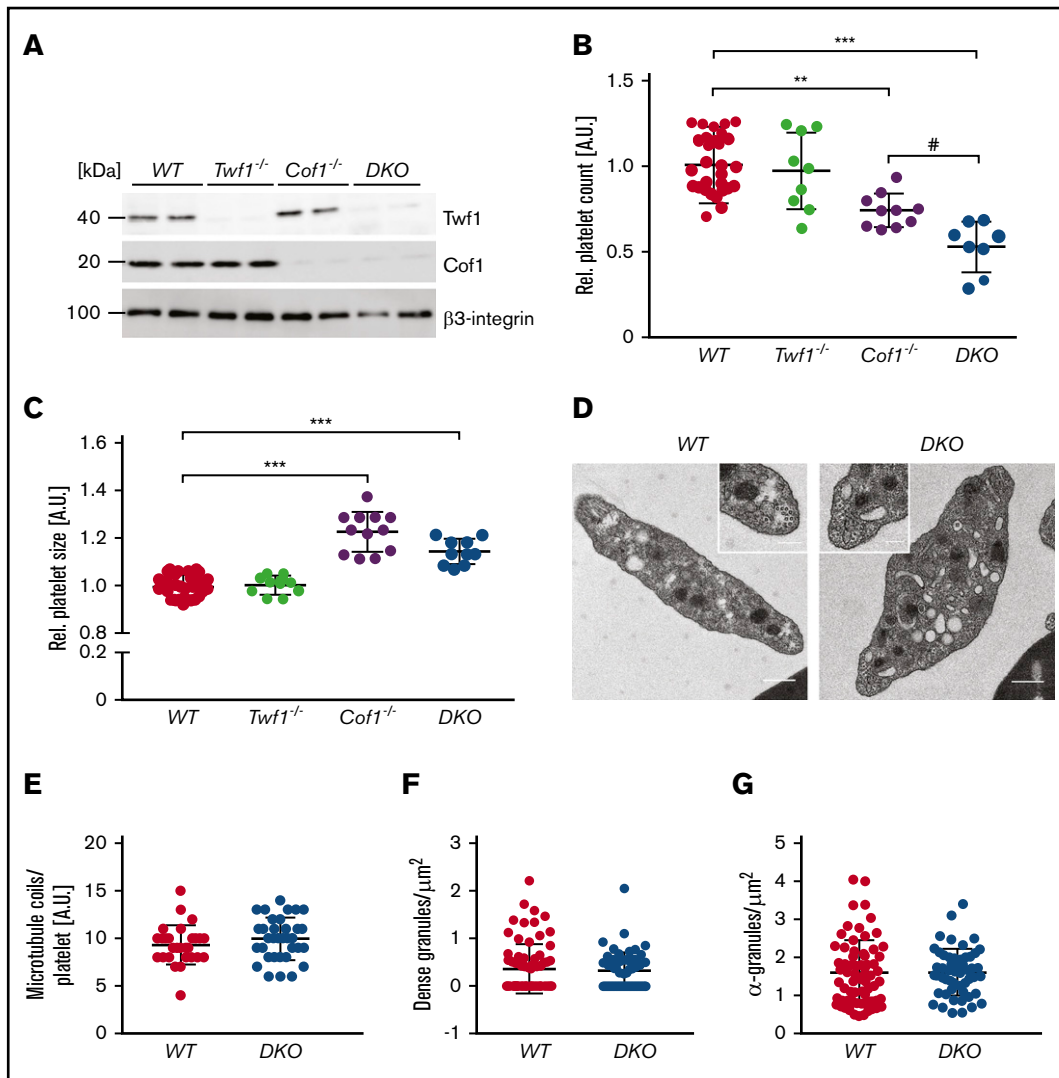 A
[kDa] WT Twf1-/- Cof1-/- DKO
40 Twf1
20 Cof1
100 β3-integrin
B
***
**
#
Rel. platelet count [A.U.]
1.5
1.0
0.5
0
WT Twf1-/- Cof1-/- DKO
C
***
***
Rel. platelet size [A.U.]
1.6
1.4
1.2
1.0
0.8
0.2
0
WT Twf1-/- Cof1-/- DKO
D
WT DKO
E
Microtubule coils/
platelet [A.U.]
20
15
10
5
0
WT DKO
F
Dense granules/μm2
3
2
1
0
-1
WT DKO
G
α-granules/μm2
5
4
3
2
1
0
WT DKO